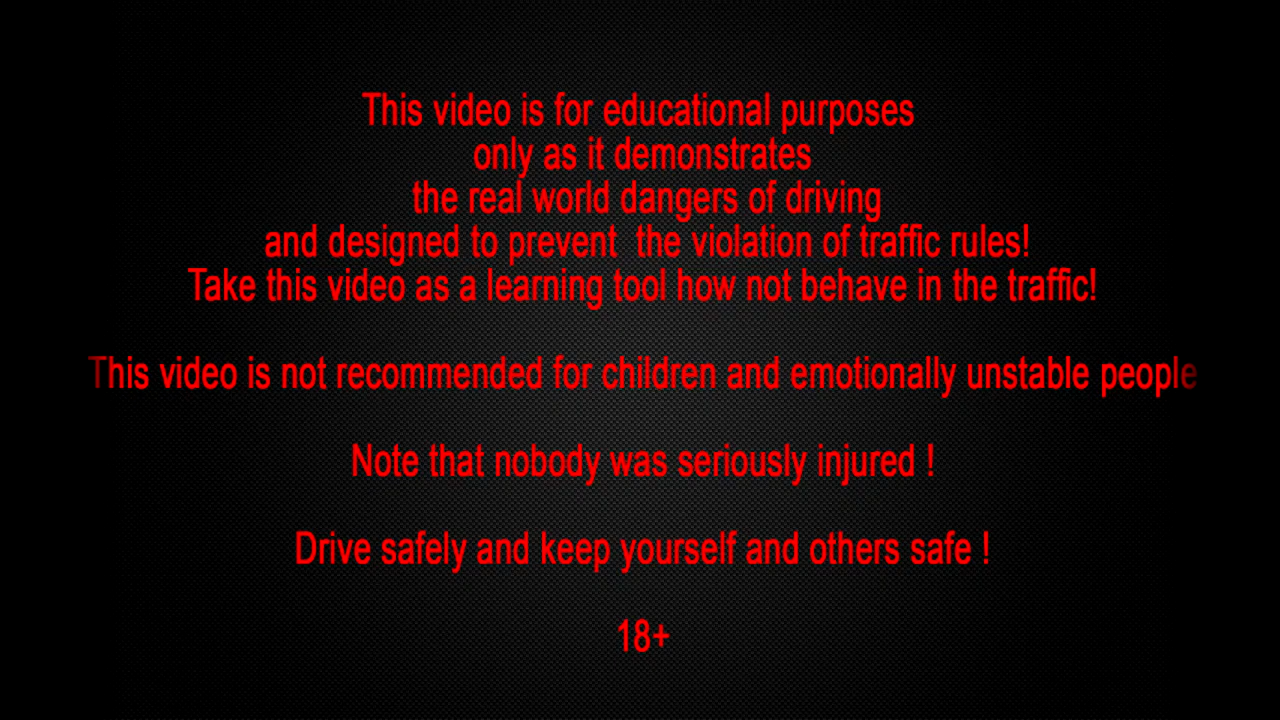 This video is for educational purposes
only as it demonstrates
the real world dangers of driving
and designed to prevent  the violation of traffic rules!
Take this video as a learning tool how not behave in the traffic!
This video is not recommended for children and emotionally unstable people
Note that nobody was seriously injured !
Drive safely and keep yourself and others safe !
18+